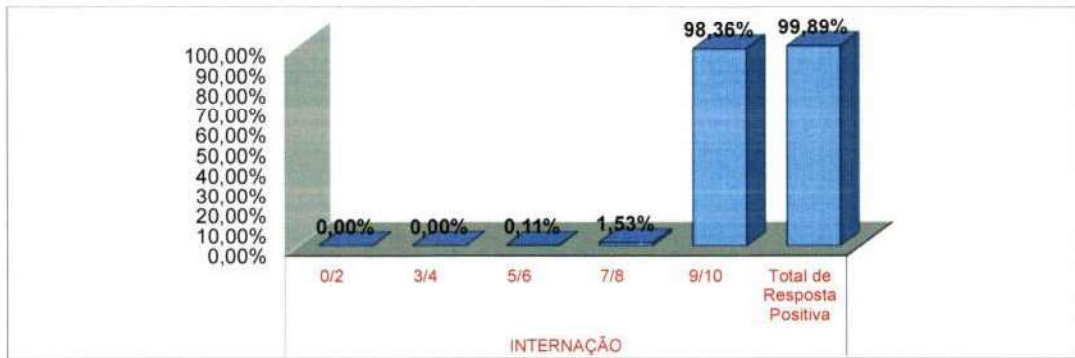 98,36% 99,89%
100,00%
90,00%
80,00%
70,00%
60,00%
50,00%
40,00%
30,00%
20,00%
10,00%
0,00%
0,00% 0,00% 0,11% 1,53%
0/2 3/4 5/6 7/8 9/10 Total de
Resposta
Positiva
INTERNAÇÃO